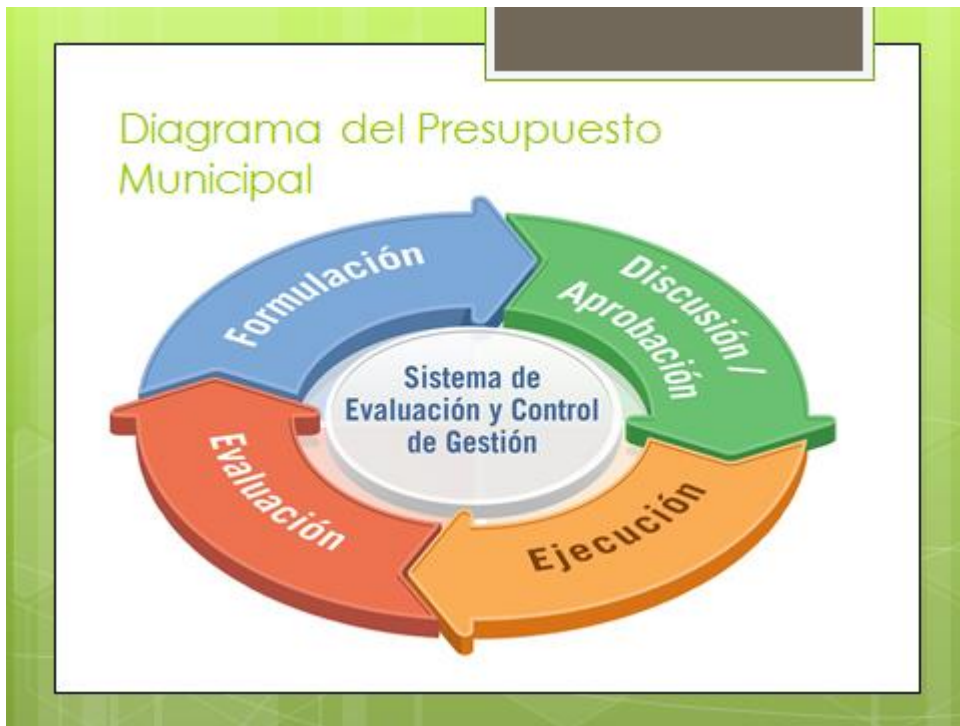 Diagrama del Presupuesto
Municipal
Formulación
Discusión /
Aprobación
Sistema de
Evaluación y Control
de Gestión
Ejecución
Evaluación